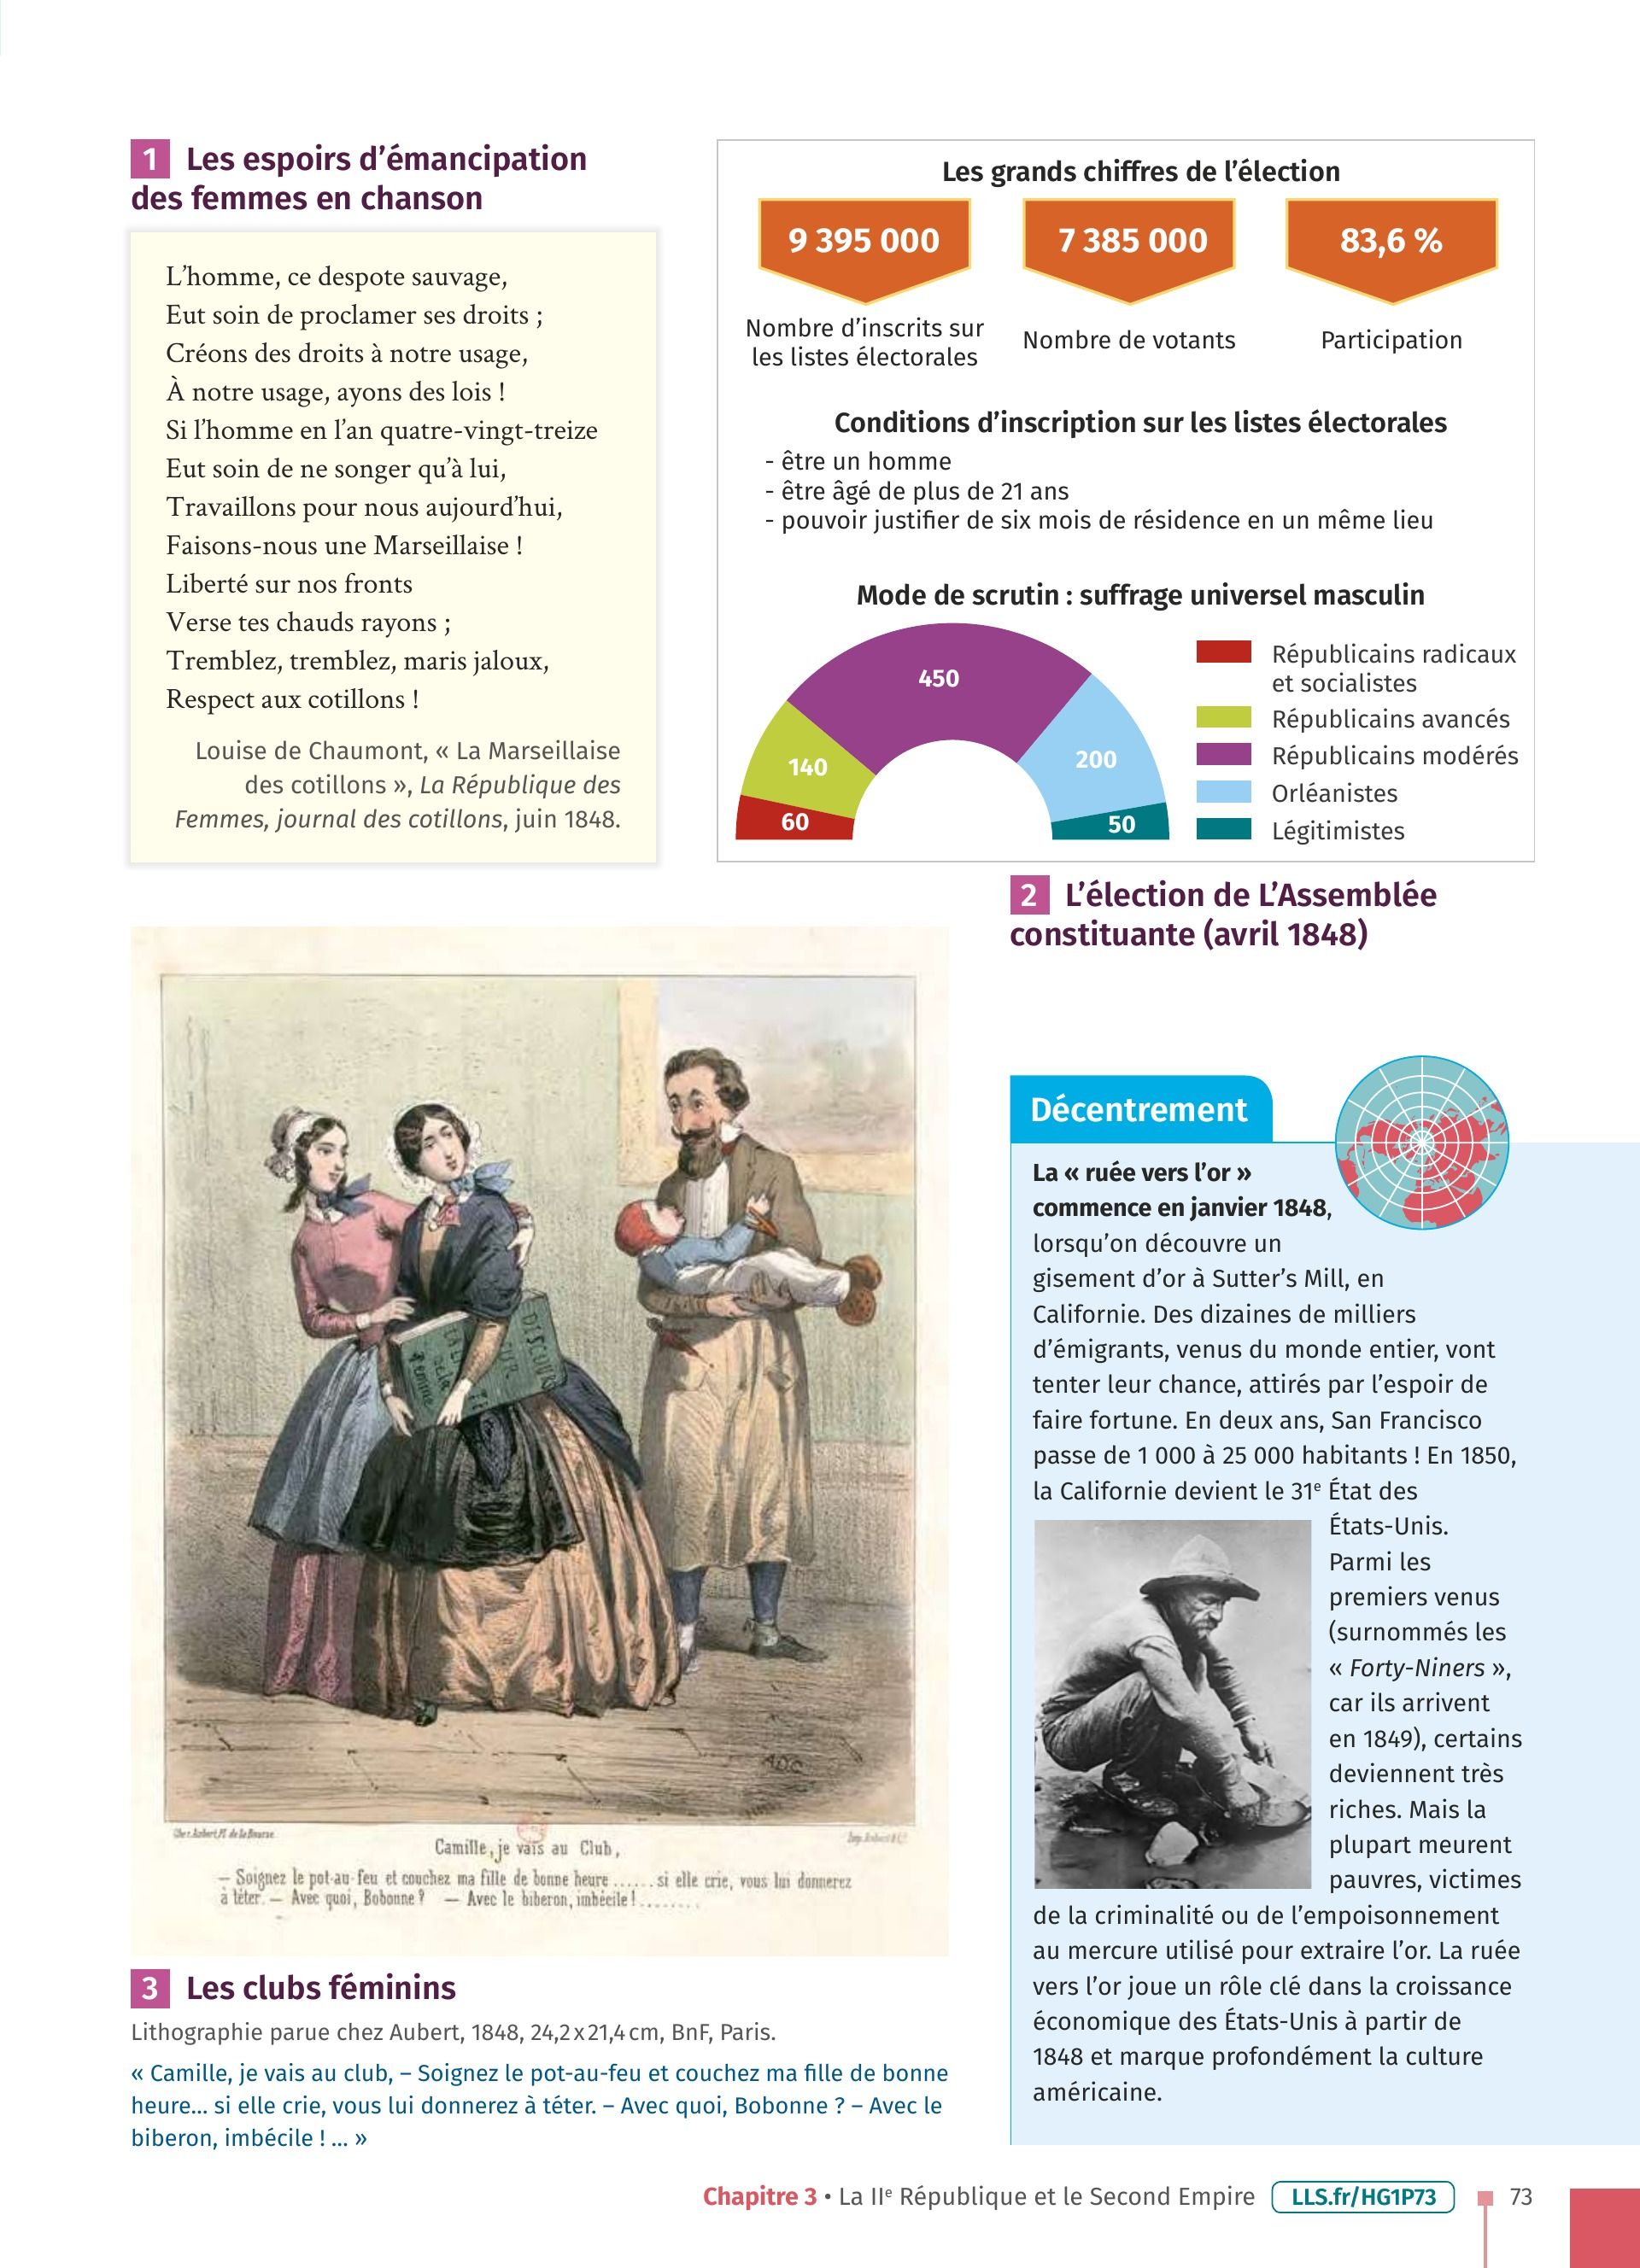 1 Les espoirs d’émancipation
des femmes en chanson
L’homme, ce despote sauvage,
Eut soin de proclamer ses droits ;
Créons des droits à notre usage,
À notre usage, ayons des lois !
Si l’homme en l’an quatre-vingt-treize
Eut soin de ne songer qu’à lui,
Travaillons pour nous aujourd’hui,
Faisons-nous une Marseillaise !
Liberté sur nos fronts
Verse tes chauds rayons ;
Tremblez, tremblez, maris jaloux,
Respect aux cotillons !
Louise de Chaumont, « La Marseillaise
des cotillons », La République des
Femmes, journal des cotillons, juin 1848.
Les grands chiffres de l’élection
9 395 000
7 385 000
83,6 %
Nombre d’inscrits sur
les listes électorales
Nombre de votants
Participation
Conditions d’inscription sur les listes électorales
- être un homme
- être âgé de plus de 21 ans
- pouvoir justifier de six mois de résidence en un même lieu
Mode de scrutin : suffrage universel masculin
60
140
450
200
50
Républicains radicaux
et socialistes
Républicains avancés
Républicains modérés
Orléanistes
Légitimistes
2 L’élection de L’Assemblée
constituante (avril 1848)
DISCOURS
SUR
femme
Chez Aubert, Pl. de la Bourse
Imp. Aubert & Cie
Camille, je vais au Club,
– Soignez le pot-au-feu et couchez ma fille de bonne heure ...... si elle crie, vous lui donnerez
à téter. — Avec quoi, Bobonne ? — Avec le biberon, imbécile ! ........
3 Les clubs féminins
Lithographie parue chez Aubert, 1848, 24,2 x 21,4 cm, BnF, Paris.
« Camille, je vais au club, – Soignez le pot-au-feu et couchez ma fille de bonne
heure... si elle crie, vous lui donnerez à téter. – Avec quoi, Bobonne ? – Avec le
biberon, imbécile ! ... »
Décentrement
La « ruée vers l’or »
commence en janvier 1848,
lorsqu’on découvre un
gisement d’or à Sutter’s Mill, en
Californie. Des dizaines de milliers
d’émigrants, venus du monde entier, vont
tenter leur chance, attirés par l’espoir de
faire fortune. En deux ans, San Francisco
passe de 1 000 à 25 000 habitants ! En 1850,
la Californie devient le 31e État des
États-Unis.
Parmi les
premiers venus
(surnommés les
« Forty-Niners »,
car ils arrivent
en 1849), certains
deviennent très
riches. Mais la
plupart meurent
pauvres, victimes
de la criminalité ou de l’empoisonnement
au mercure utilisé pour extraire l’or. La ruée
vers l’or joue un rôle clé dans la croissance
économique des États-Unis à partir de
1848 et marque profondément la culture
américaine.
Chapitre 3 • La IIe République et le Second Empire LLS.fr/HG1P73 73